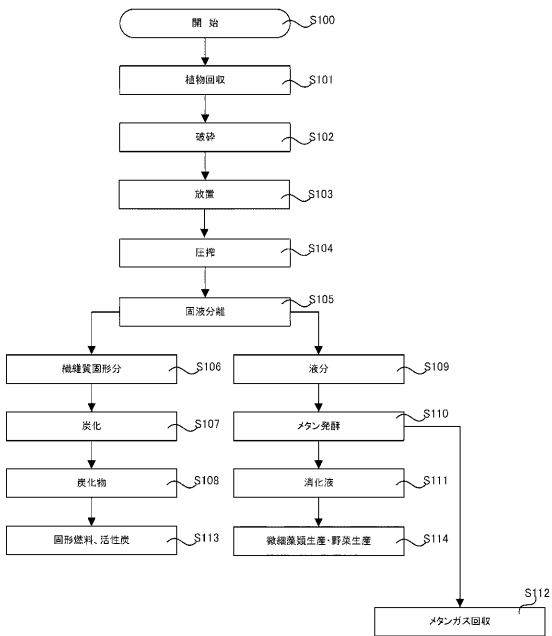 開 始
S100
植物回収
S101
破砕
S102
放置
S103
圧搾
S104
固液分離
S105
繊維質固形分
S106
液分
S109
炭化
S107
メタン発酵
S110
炭化物
S108
消化液
S111
固形燃料、活性炭
S113
微細藻類生産・野菜生産
S114
S112
メタンガス回収